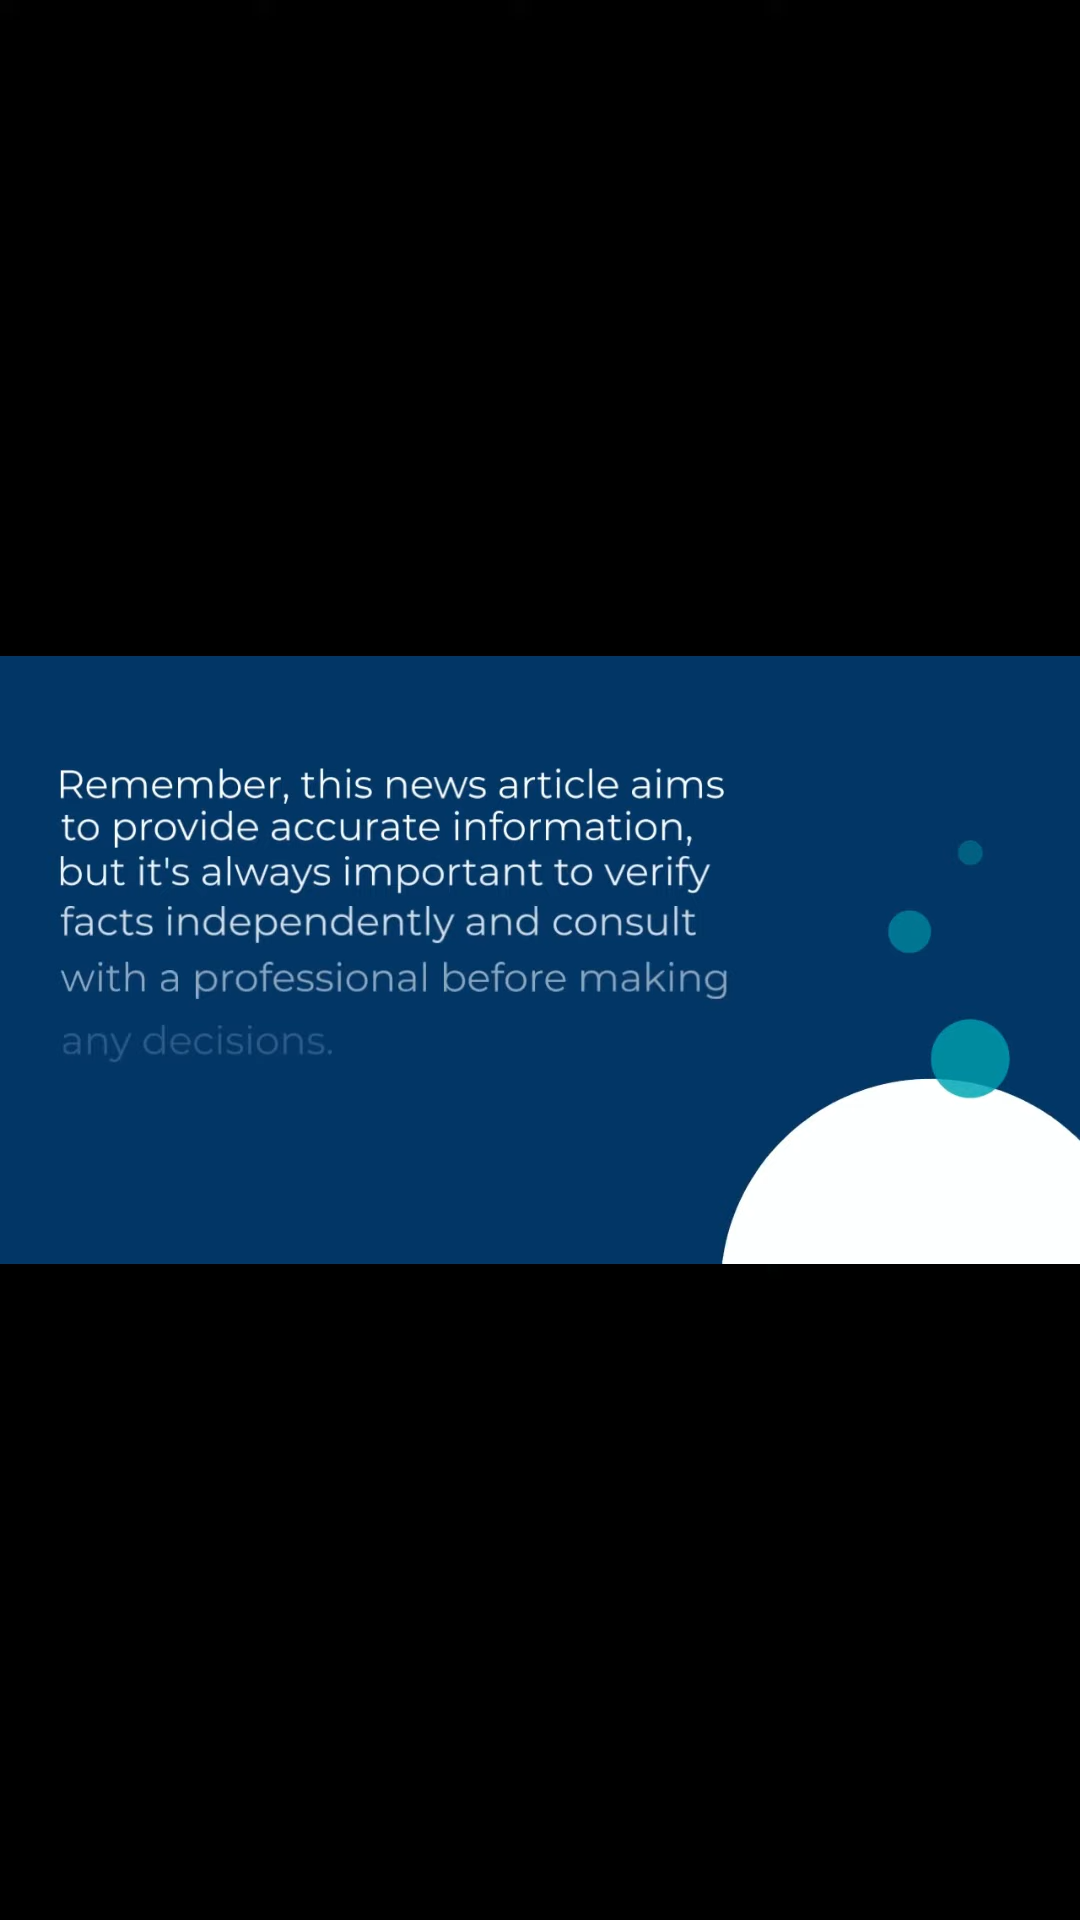 Remember, this news article aims
to provide accurate information,
but it's always important to verify
facts independently and consult
with a professional before making
any decisions.